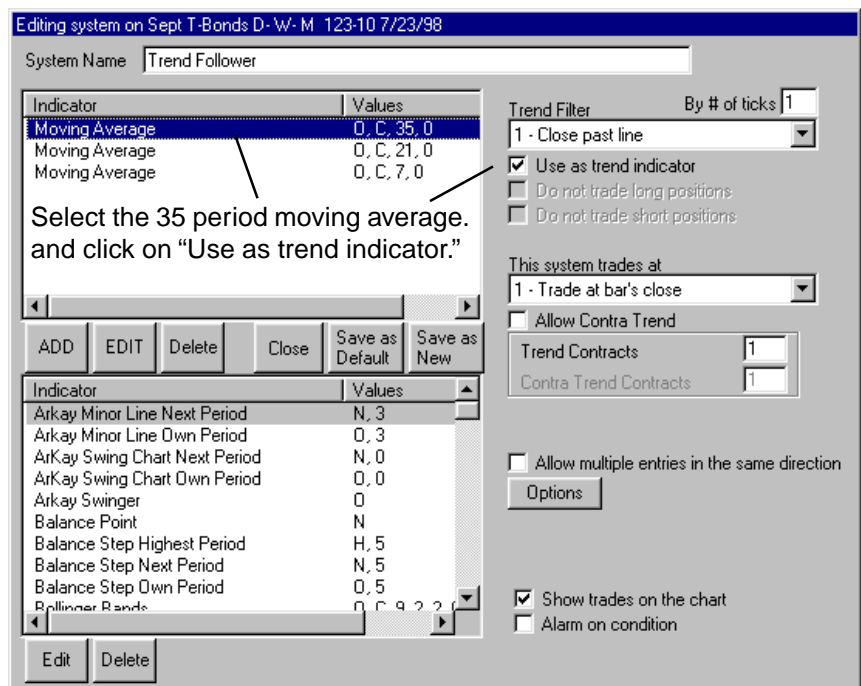 Editing system on Sept T-Bonds D- W- M 123-10 7/23/98
System Name Trend Follower
Indicator Values
Moving Average O, C, 35, 0
Moving Average O, C, 21, 0
Moving Average O, C, 7, 0
Select the 35 period moving average.
and click on “Use as trend indicator.”
ADD EDIT Delete Close Save as Default Save as New
Indicator Values
Arkay Minor Line Next Period N, 3
Arkay Minor Line Own Period O, 3
ArKay Swing Chart Next Period N, 0
ArKay Swing Chart Own Period O, 0
Arkay Swinger O
Balance Point N
Balance Step Highest Period H, 5
Balance Step Next Period N, 5
Balance Step Own Period O, 5
Bollinger Bands O, C, 9, 2, 2, 0
Edit Delete
Trend Filter By # of ticks 1
1 - Close past line
Use as trend indicator
Do not trade long positions
Do not trade short positions
This system trades at
1 - Trade at bar's close
Allow Contra Trend
Trend Contracts 1
Contra Trend Contracts 1
Allow multiple entries in the same direction
Options
Show trades on the chart
Alarm on condition